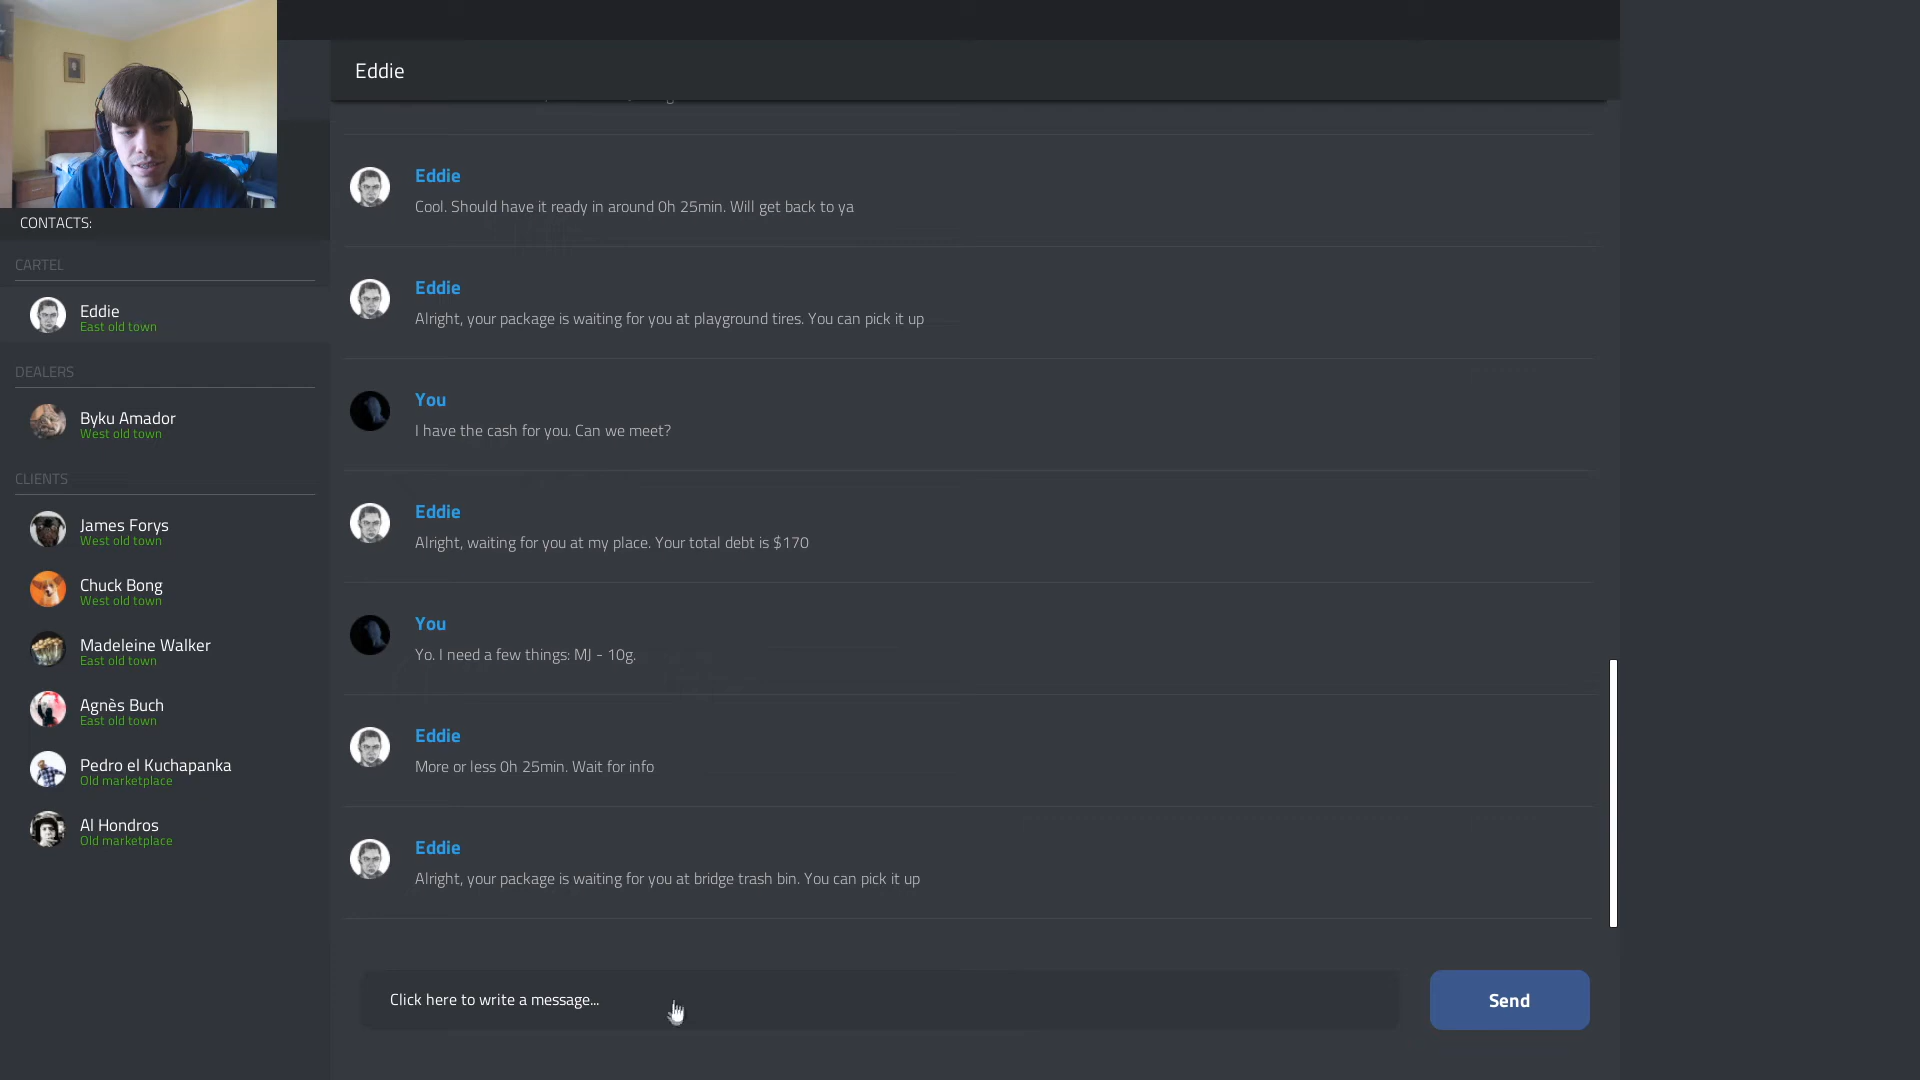 Eddie
CONTACTS:
CARTEL
Eddie
East old town
DEALERS
Byku Amador
West old town
CLIENTS
James Forys
West old town
Chuck Bong
West old town
Madeleine Walker
East old town
Agnès Buch
East old town
Pedro el Kuchapanka
Old marketplace
Al Hondros
Old marketplace
Eddie
Cool. Should have it ready in around 0h 25min. Will get back to ya
Eddie
Alright, your package is waiting for you at playground tires. You can pick it up
You
I have the cash for you. Can we meet?
Eddie
Alright, waiting for you at my place. Your total debt is $170
You
Yo. I need a few things: MJ - 10g.
Eddie
More or less 0h 25min. Wait for info
Eddie
Alright, your package is waiting for you at bridge trash bin. You can pick it up
Click here to write a message...
Send